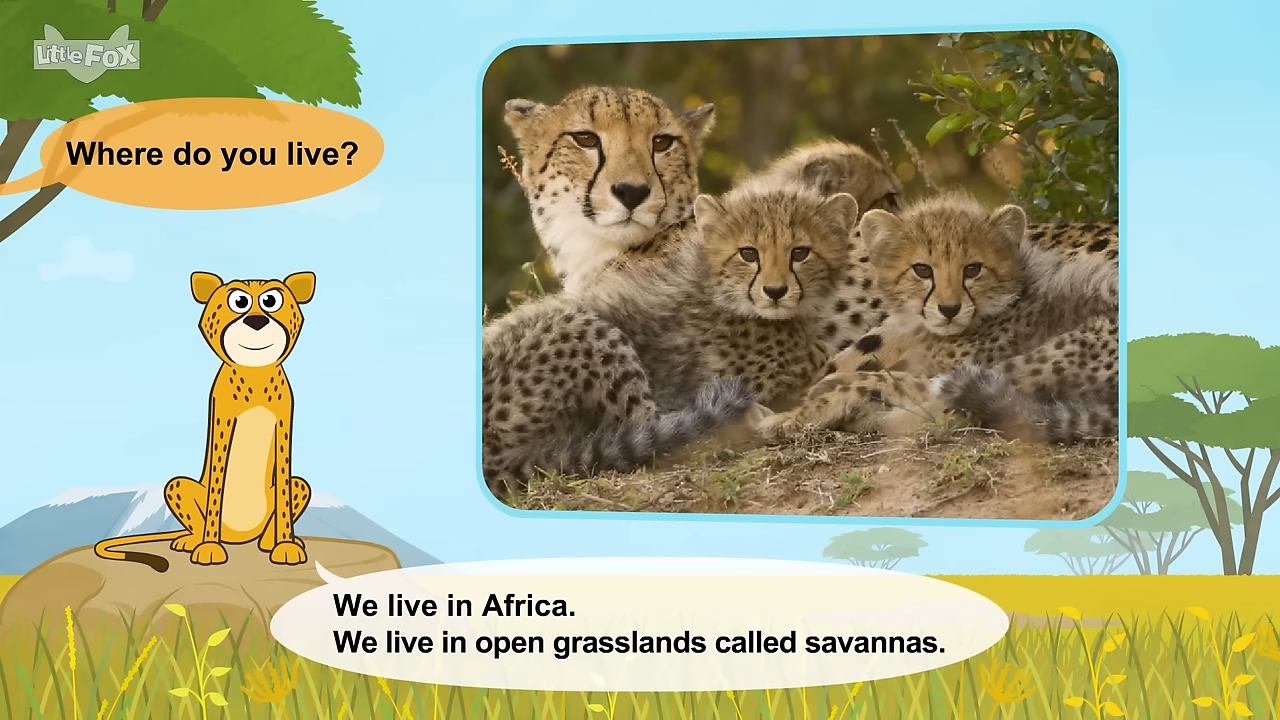 Little Fox
Where do you live?
We live in Africa.
We live in open grasslands called savannas.